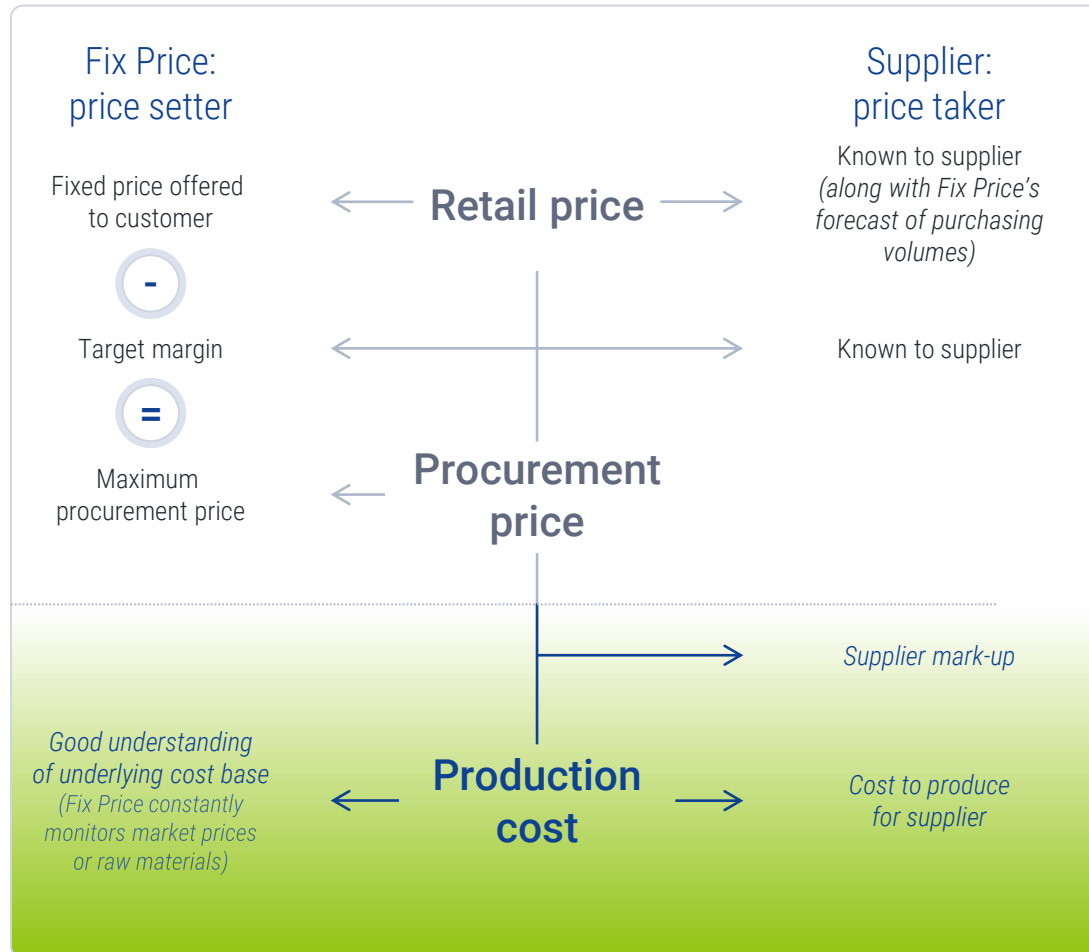 Fix Price:
price setter
Supplier:
price taker
Fixed price offered
to customer
Retail price
Known to supplier
(along with Fix Price's
forecast of purchasing
volumes)
-
Target margin
Known to supplier
=
Maximum
procurement price
Procurement
price
Supplier mark-up
Good understanding
of underlying cost base
(Fix Price constantly
monitors market prices
or raw materials)
Production
cost
Cost to produce
for supplier